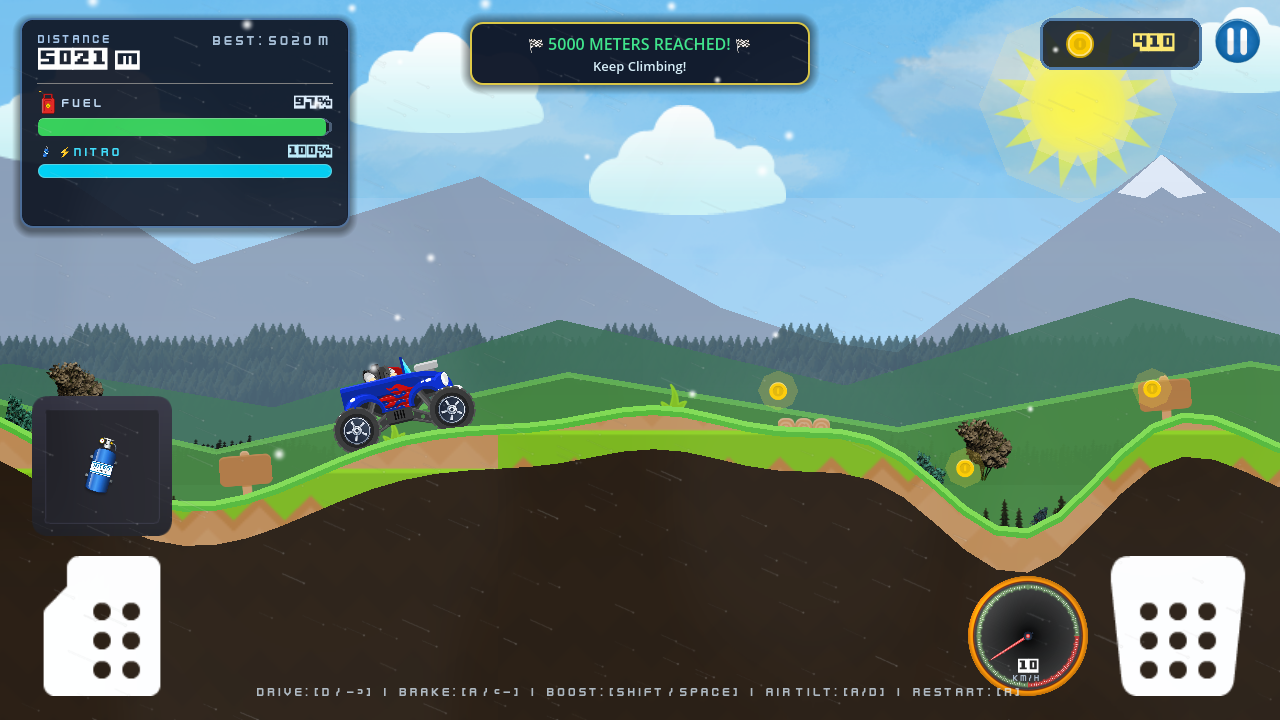 DISTANCE
BEST: 5020 M
5021 m
FUEL
97%
⚡NITRO
100%
🏁 5000 METERS REACHED! 🏁
Keep Climbing!
410
10
KM/H
DRIVE: [D / ->] | BRAKE: [A / <-] | BOOST: [SHIFT / SPACE] | AIR TILT: [A/D] | RESTART: [R]